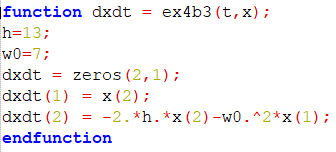 function dxdt = ex4b3(t,x);
h=13;
w0=7;
dxdt = zeros(2,1);
dxdt(1) = x(2);
dxdt(2) = -2.*h.*x(2)-w0.^2*x(1);
endfunction